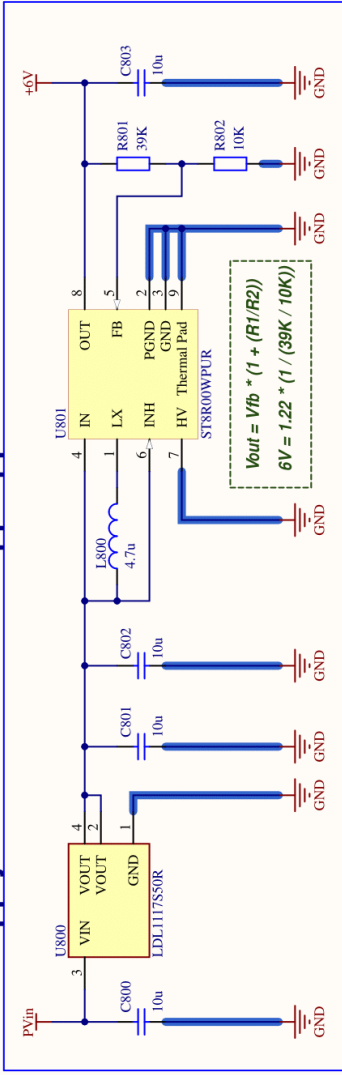 PVin
C800
10u
GND
U800
3
VIN
VOUT
4
VOUT
2
GND
1
LDL1117S50R
GND
C801
10u
GND
C802
10u
GND
L800
4.7u
U801
4
IN
OUT
8
1
LX
FB
5
6
INH
PGND
2
GND
3
7
HV
Thermal Pad
9
ST8R00WPUR
GND
Vout = Vfb * (1 + (R1/R2))
6V = 1.22 * (1 / (39K / 10K))
GND
R801
39K
R802
10K
GND
+6V
C803
10u
GND